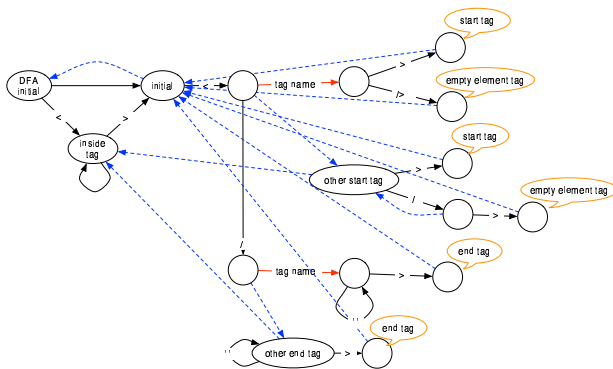 start tag
DFA
initial
initial
<
tag name
>
/>
empty element tag
<
>
inside
tag
start tag
other start tag
>
/
>
empty element tag
/
tag name
>
end tag
' '
end tag
' '
other end tag
>